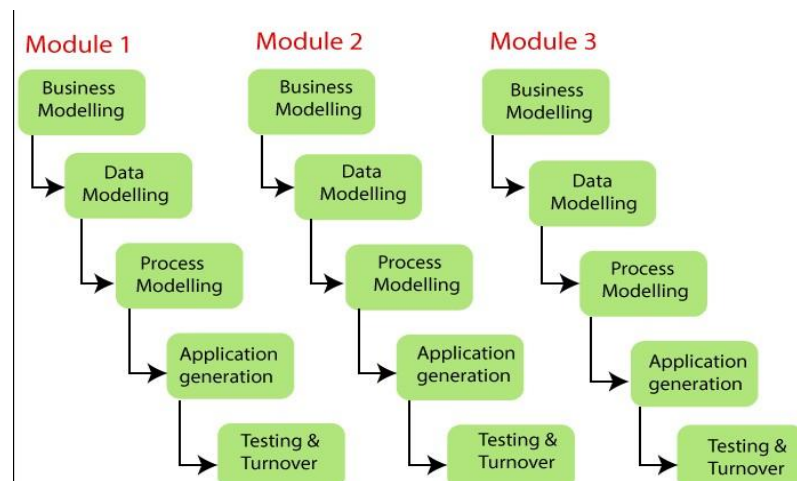 Module 1
Business
Modelling
Data
Modelling
Process
Modelling
Application
generation
Testing &
Turnover
Module 2
Business
Modelling
Data
Modelling
Process
Modelling
Application
generation
Testing &
Turnover
Module 3
Business
Modelling
Data
Modelling
Process
Modelling
Application
generation
Testing &
Turnover